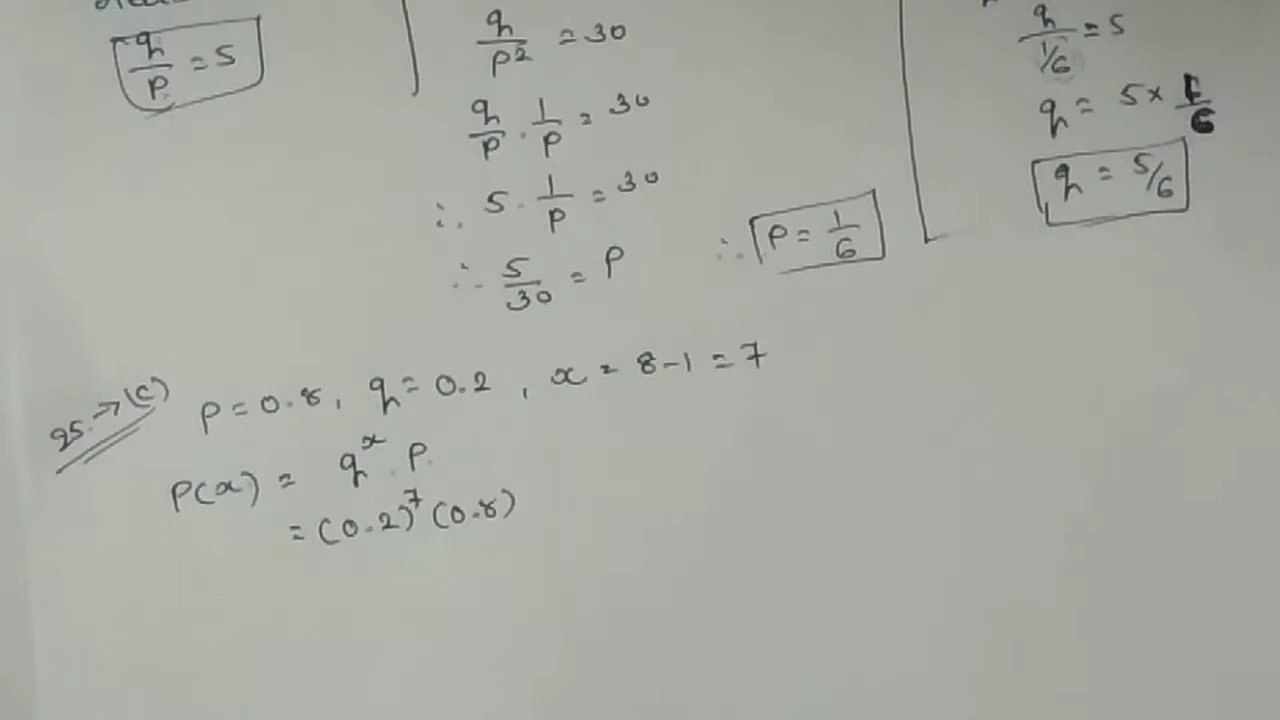 q/p = 5
q/p² = 30
q/p · 1/p = 30
∴ 5 · 1/p = 30
∴ 5/30 = p
∴ p = 1/6
q/(1/6) = 5
q = 5 × 1/6
q = 5/6
95. → (c) p = 0.8, q = 0.2, x = 8-1 = 7
p(x) = q^x · p
= (0.2)^7 (0.8)